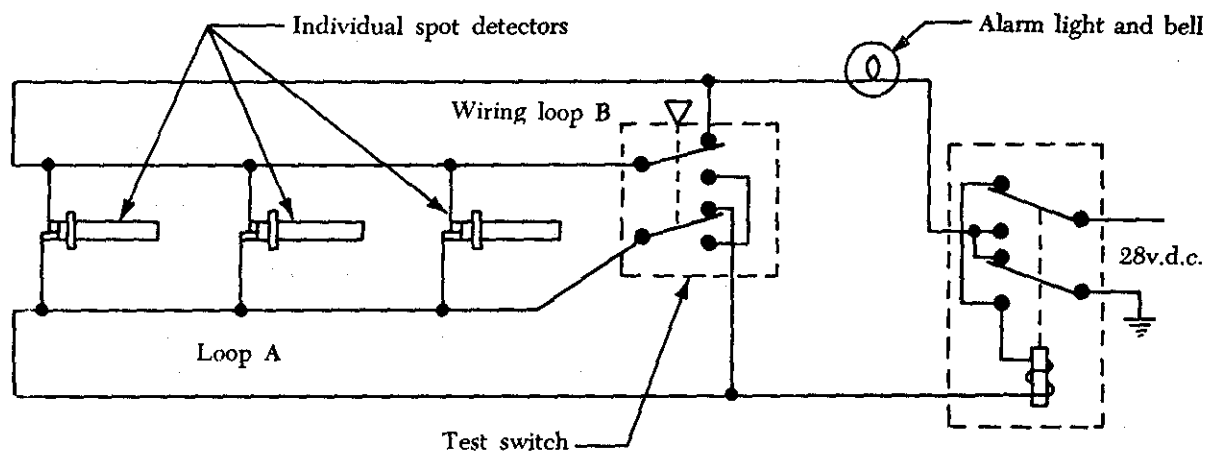 Individual spot detectors
Alarm light and bell
Wiring loop B
28v.d.c.
Loop A
Test switch